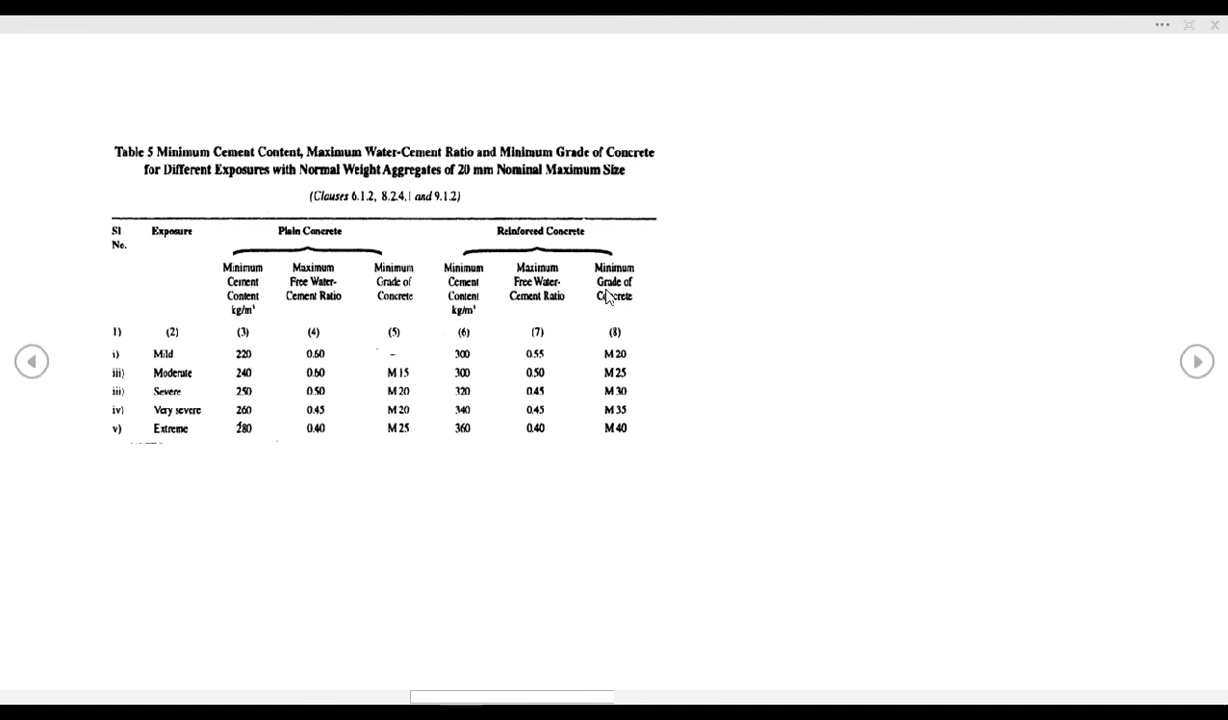 Table 5 Minimum Cement Content, Maximum Water-Cement Ratio and Minimum Grade of Concrete
for Different Exposures with Normal Weight Aggregates of 20 mm Nominal Maximum Size
(Clauses 6.1.2, 8.2.4.1 and 9.1.2)
Sl Exposure Plain Concrete Reinforced Concrete
No.
Minimum Maximum Minimum Minimum Maximum Minimum
Cement Free Water- Grade of Cement Free Water- Grade of
Content Cement Ratio Concrete Content Cement Ratio Concrete
kg/m³ kg/m³
1) (2) (3) (4) (5) (6) (7) (8)
i) Mild 220 0.60 – 300 0.55 M 20
iii) Moderate 240 0.60 M 15 300 0.50 M 25
iii) Severe 250 0.50 M 20 320 0.45 M 30
iv) Very severe 260 0.45 M 20 340 0.45 M 35
v) Extreme 280 0.40 M 25 360 0.40 M 40